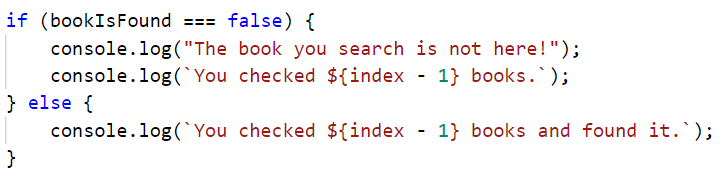 if (bookIsFound === false) {
    console.log("The book you search is not here!");
    console.log(`You checked ${index - 1} books.`);
} else {
    console.log(`You checked ${index - 1} books and found it.`);
}